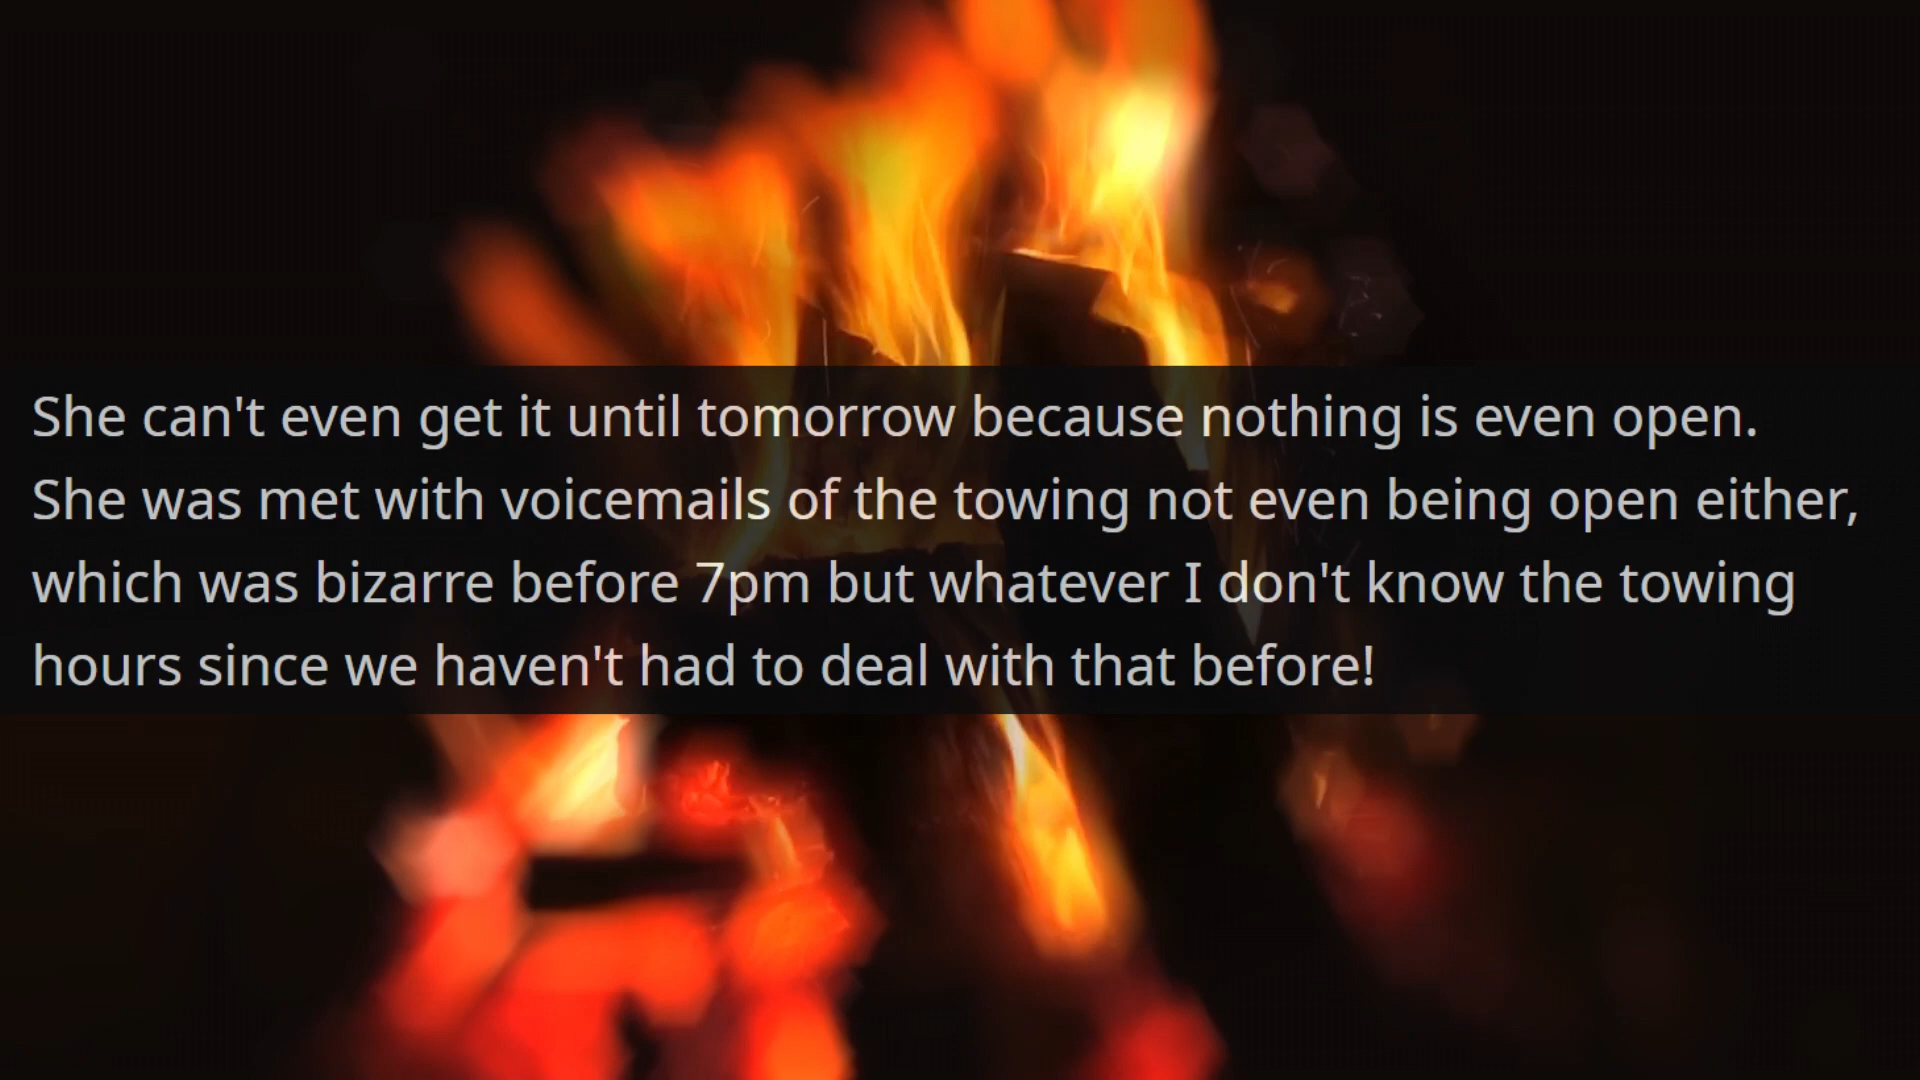 She can't even get it until tomorrow because nothing is even open.
She was met with voicemails of the towing not even being open either,
which was bizarre before 7pm but whatever I don't know the towing
hours since we haven't had to deal with that before!